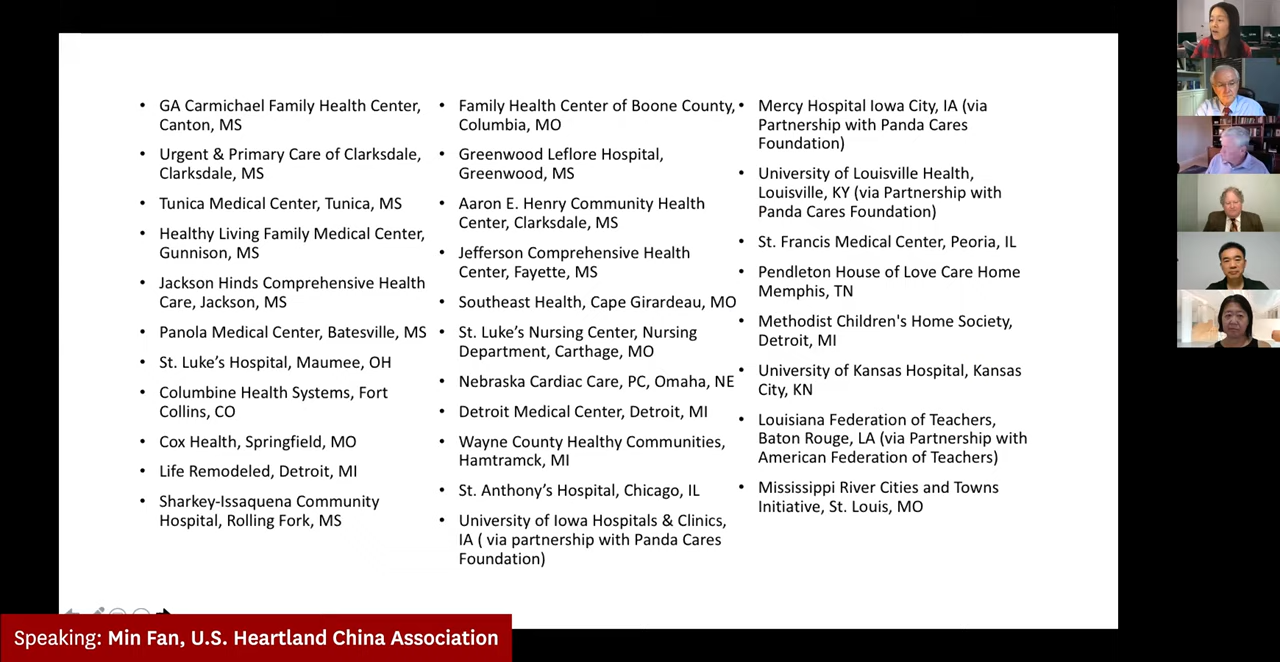 • GA Carmichael Family Health Center,
Canton, MS
• Urgent & Primary Care of Clarksdale,
Clarksdale, MS
• Tunica Medical Center, Tunica, MS
• Healthy Living Family Medical Center,
Gunnison, MS
• Jackson Hinds Comprehensive Health
Care, Jackson, MS
• Panola Medical Center, Batesville, MS
• St. Luke’s Hospital, Maumee, OH
• Columbine Health Systems, Fort
Collins, CO
• Cox Health, Springfield, MO
• Life Remodeled, Detroit, MI
• Sharkey-Issaquena Community
Hospital, Rolling Fork, MS
• Family Health Center of Boone County,
Columbia, MO
• Greenwood Leflore Hospital,
Greenwood, MS
• Aaron E. Henry Community Health
Center, Clarksdale, MS
• Jefferson Comprehensive Health
Center, Fayette, MS
• Southeast Health, Cape Girardeau, MO
• St. Luke’s Nursing Center, Nursing
Department, Carthage, MO
• Nebraska Cardiac Care, PC, Omaha, NE
• Detroit Medical Center, Detroit, MI
• Wayne County Healthy Communities,
Hamtramck, MI
• St. Anthony’s Hospital, Chicago, IL
• University of Iowa Hospitals & Clinics,
IA ( via partnership with Panda Cares
Foundation)
• Mercy Hospital Iowa City, IA (via
Partnership with Panda Cares
Foundation)
• University of Louisville Health,
Louisville, KY (via Partnership with
Panda Cares Foundation)
• St. Francis Medical Center, Peoria, IL
• Pendleton House of Love Care Home
Memphis, TN
• Methodist Children's Home Society,
Detroit, MI
• University of Kansas Hospital, Kansas
City, KN
• Louisiana Federation of Teachers,
Baton Rouge, LA (via Partnership with
American Federation of Teachers)
• Mississippi River Cities and Towns
Initiative, St. Louis, MO
Speaking: Min Fan, U.S. Heartland China Association